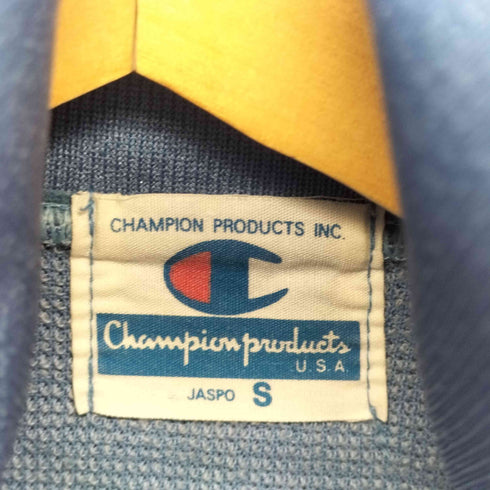 CHAMPION PRODUCTS INC.
Champion products
U.S.A.
JASPO S